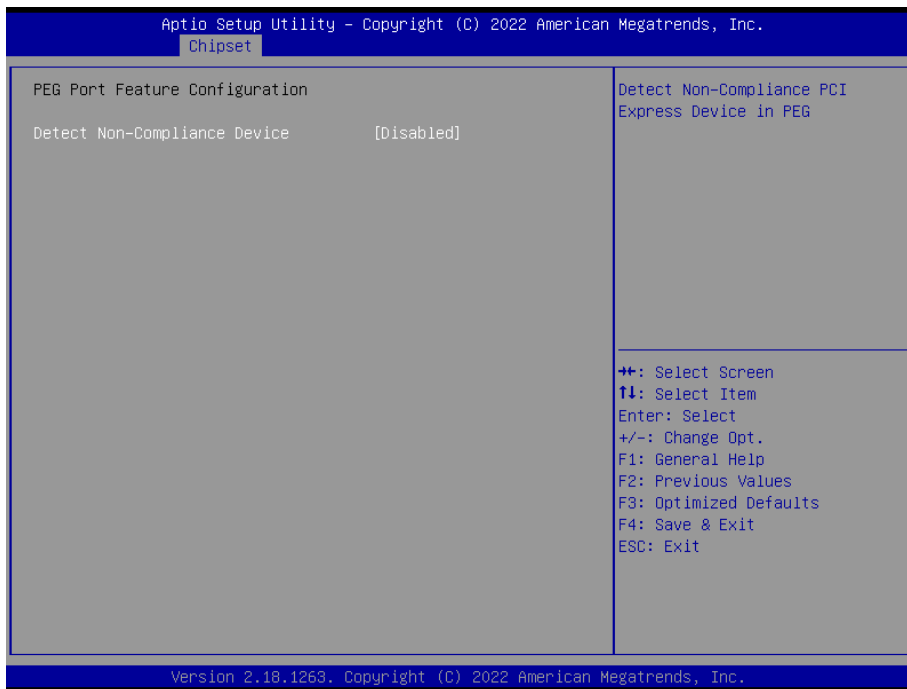 Aptio Setup Utility – Copyright (C) 2022 American Megatrends, Inc.
Chipset
PEG Port Feature Configuration
Detect Non-Compliance Device [Disabled]
Detect Non-Compliance PCI
Express Device in PEG
→←: Select Screen
↑↓: Select Item
Enter: Select
+/-: Change Opt.
F1: General Help
F2: Previous Values
F3: Optimized Defaults
F4: Save & Exit
ESC: Exit
Version 2.18.1263. Copyright (C) 2022 American Megatrends, Inc.